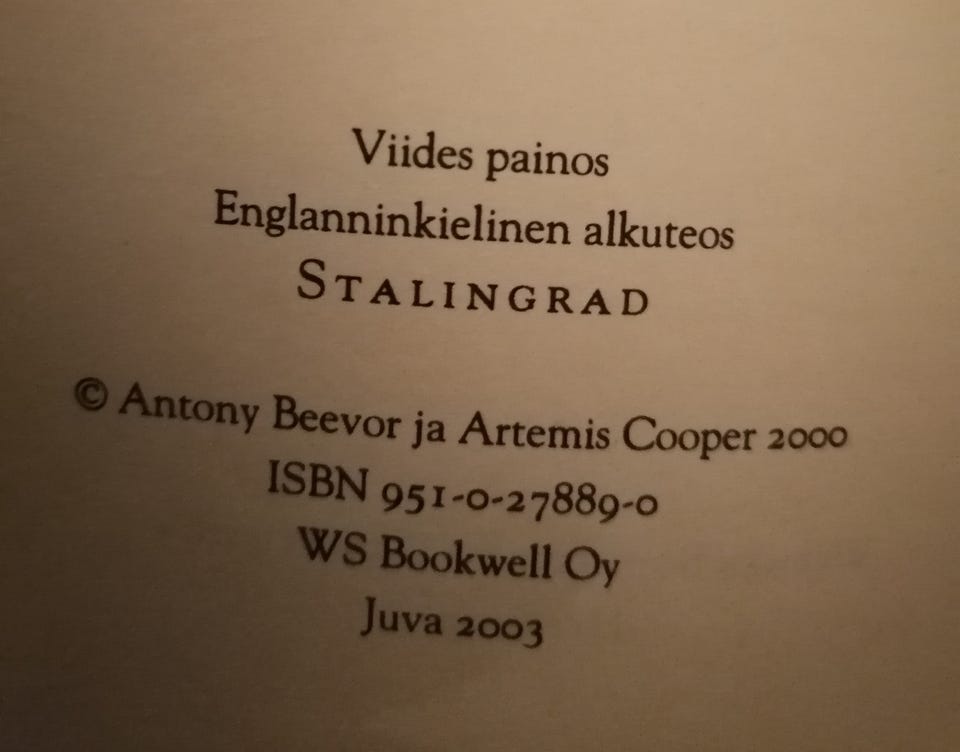 Viides painos
Englanninkielinen alkuteos
STALINGRAD
© Antony Beevor ja Artemis Cooper 2000
ISBN 951-0-27889-0
WS Bookwell Oy
Juva 2003